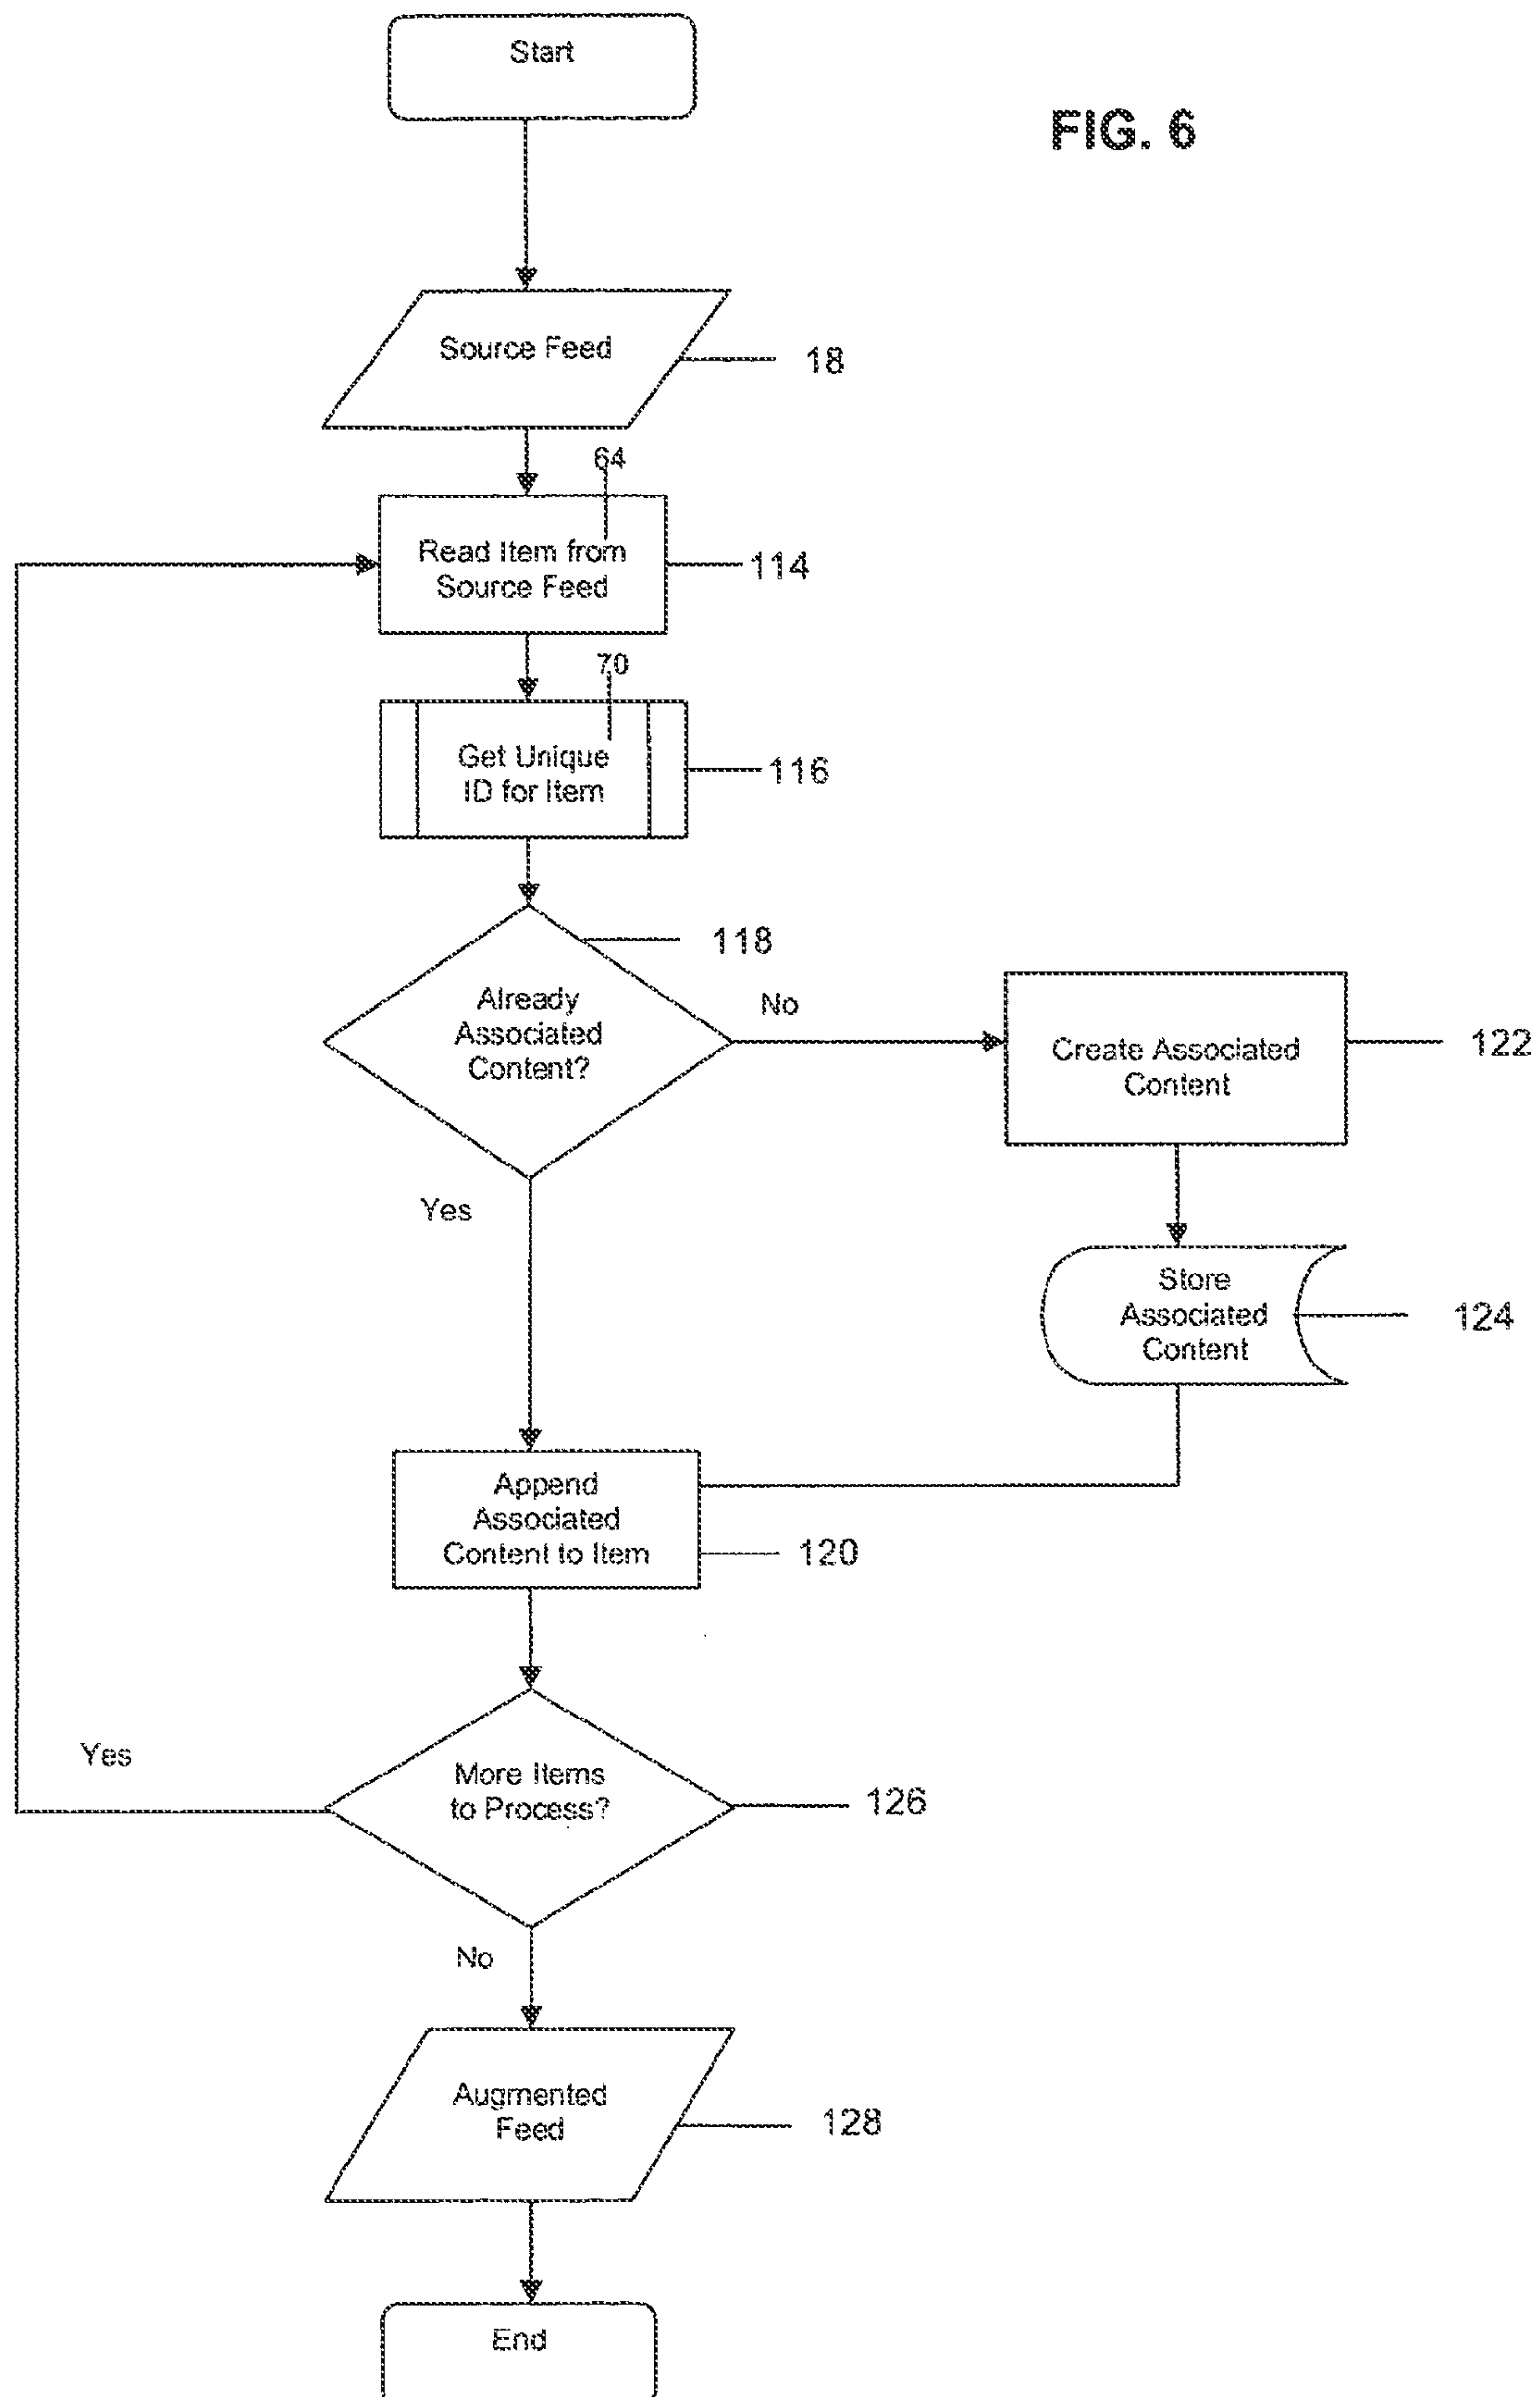 Start
FIG. 6
Source Feed
18
64
Read Item from
Source Feed
114
70
Get Unique
ID for Item
116
118
Already
Associated
Content?
No
Create Associated
Content
122
Yes
Store
Associated
Content
124
Append
Associated
Content to Item
120
Yes
More Items
to Process?
126
No
Augmented
Feed
128
End